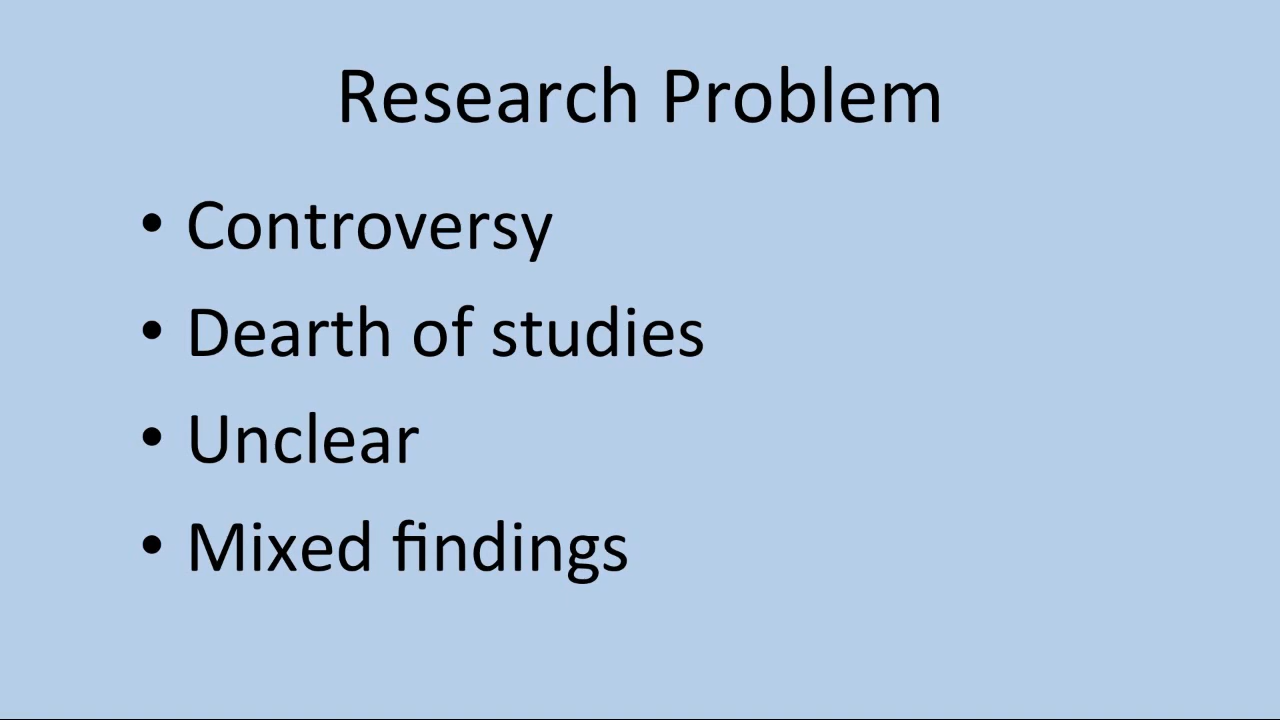 Research Problem
• Controversy
• Dearth of studies
• Unclear
• Mixed findings